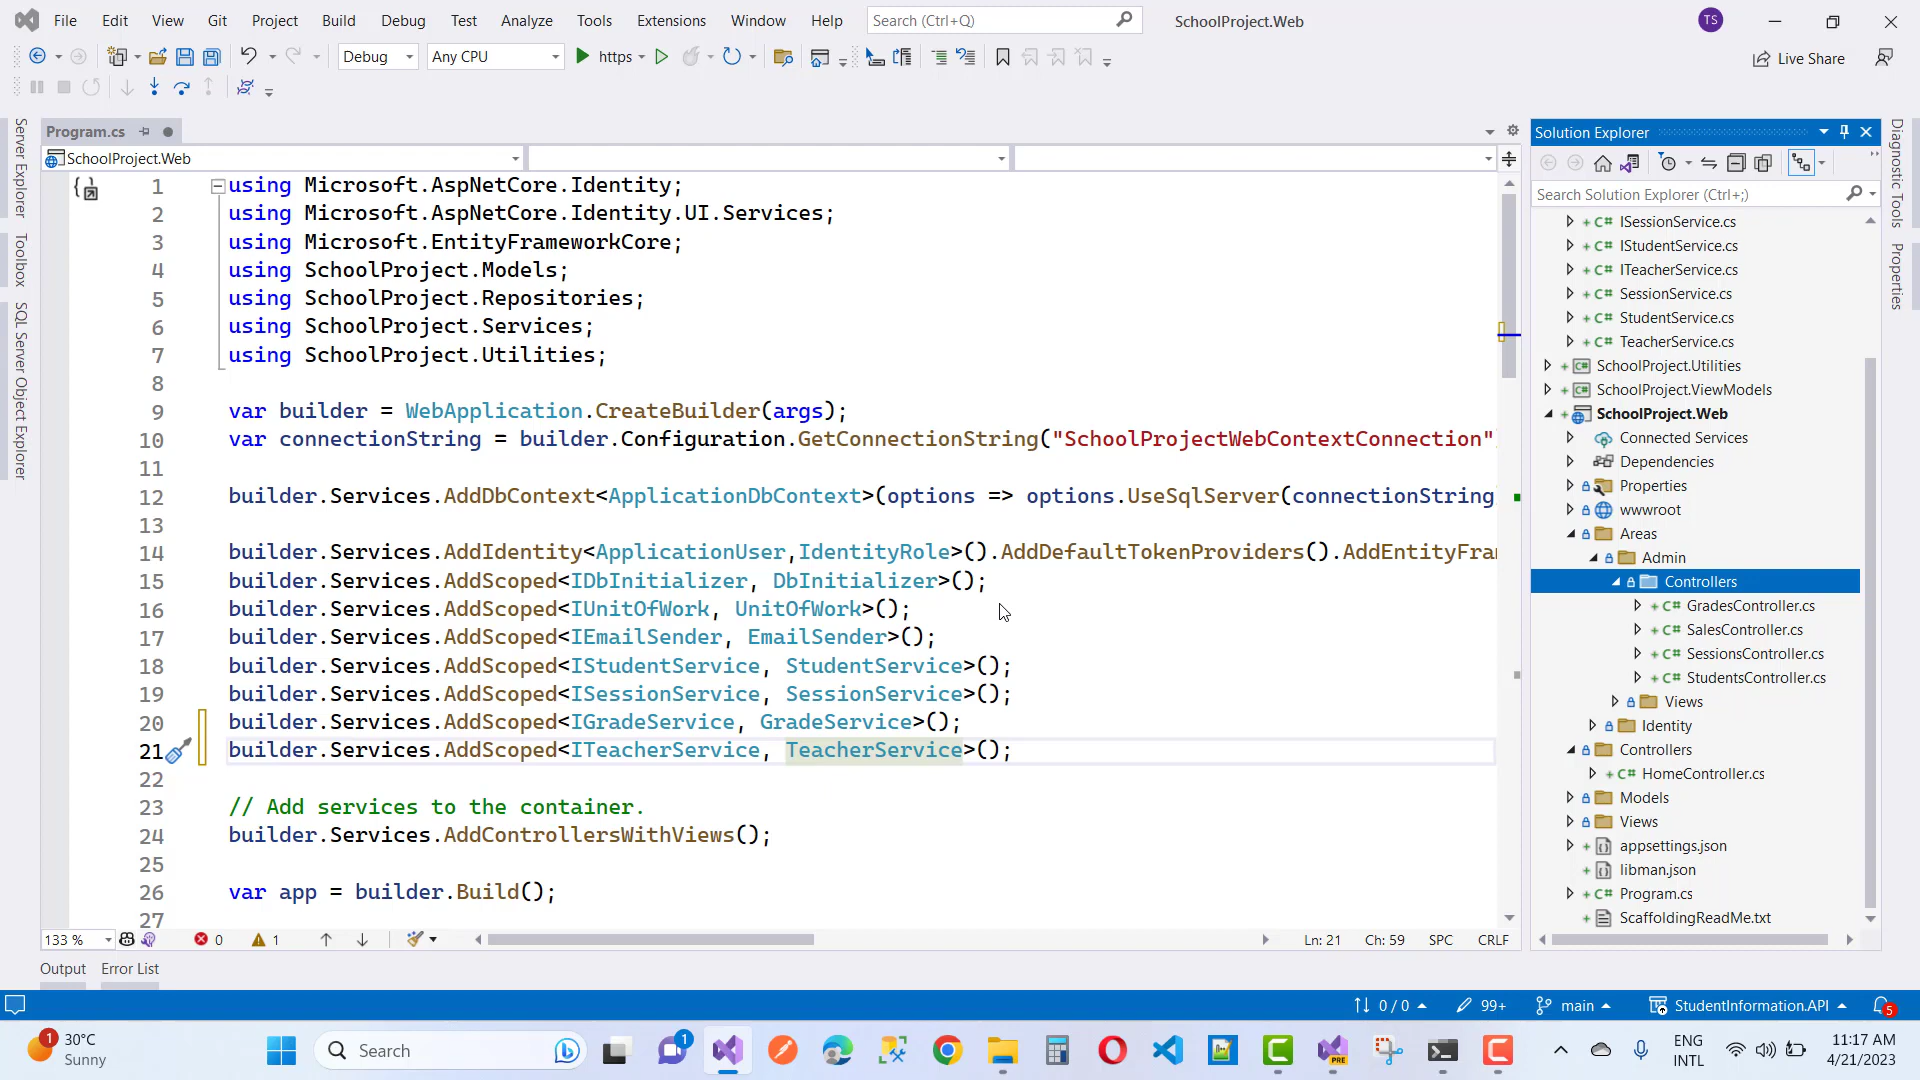 File Edit View Git Project Build Debug Test Analyze Tools Extensions Window Help Search (Ctrl+Q) SchoolProject.Web TS
Debug Any CPU https Live Share
Program.cs
SchoolProject.Web
1 using Microsoft.AspNetCore.Identity;
2 using Microsoft.AspNetCore.Identity.UI.Services;
3 using Microsoft.EntityFrameworkCore;
4 using SchoolProject.Models;
5 using SchoolProject.Repositories;
6 using SchoolProject.Services;
7 using SchoolProject.Utilities;
8
9 var builder = WebApplication.CreateBuilder(args);
10 var connectionString = builder.Configuration.GetConnectionString("SchoolProjectWebContextConnection")
11
12 builder.Services.AddDbContext<ApplicationDbContext>(options => options.UseSqlServer(connectionString
13
14 builder.Services.AddIdentity<ApplicationUser,IdentityRole>().AddDefaultTokenProviders().AddEntityFra
15 builder.Services.AddScoped<IDbInitializer, DbInitializer>();
16 builder.Services.AddScoped<IUnitOfWork, UnitOfWork>();
17 builder.Services.AddScoped<IEmailSender, EmailSender>();
18 builder.Services.AddScoped<IStudentService, StudentService>();
19 builder.Services.AddScoped<ISessionService, SessionService>();
20 builder.Services.AddScoped<IGradeService, GradeService>();
21 builder.Services.AddScoped<ITeacherService, TeacherService>();
22
23 // Add services to the container.
24 builder.Services.AddControllersWithViews();
25
26 var app = builder.Build();
27
133 % 0 1 Ln: 21 Ch: 59 SPC CRLF
Output Error List
Server Explorer
Toolbox
SQL Server Object Explorer
Solution Explorer
Search Solution Explorer (Ctrl+;)
C# ISessionService.cs
C# IStudentService.cs
C# ITeacherService.cs
C# SessionService.cs
C# StudentService.cs
C# TeacherService.cs
SchoolProject.Utilities
SchoolProject.ViewModels
SchoolProject.Web
Connected Services
Dependencies
Properties
wwwroot
Areas
Admin
Controllers
C# GradesController.cs
C# SalesController.cs
C# SessionsController.cs
C# StudentsController.cs
Views
Identity
Controllers
C# HomeController.cs
Models
Views
appsettings.json
libman.json
C# Program.cs
ScaffoldingReadMe.txt
Diagnostic Tools
Properties
0 / 0 99+ main StudentInformation.API 5
1 30°C
Sunny
Search
1
PRE
ENG
INTL
11:17 AM
4/21/2023